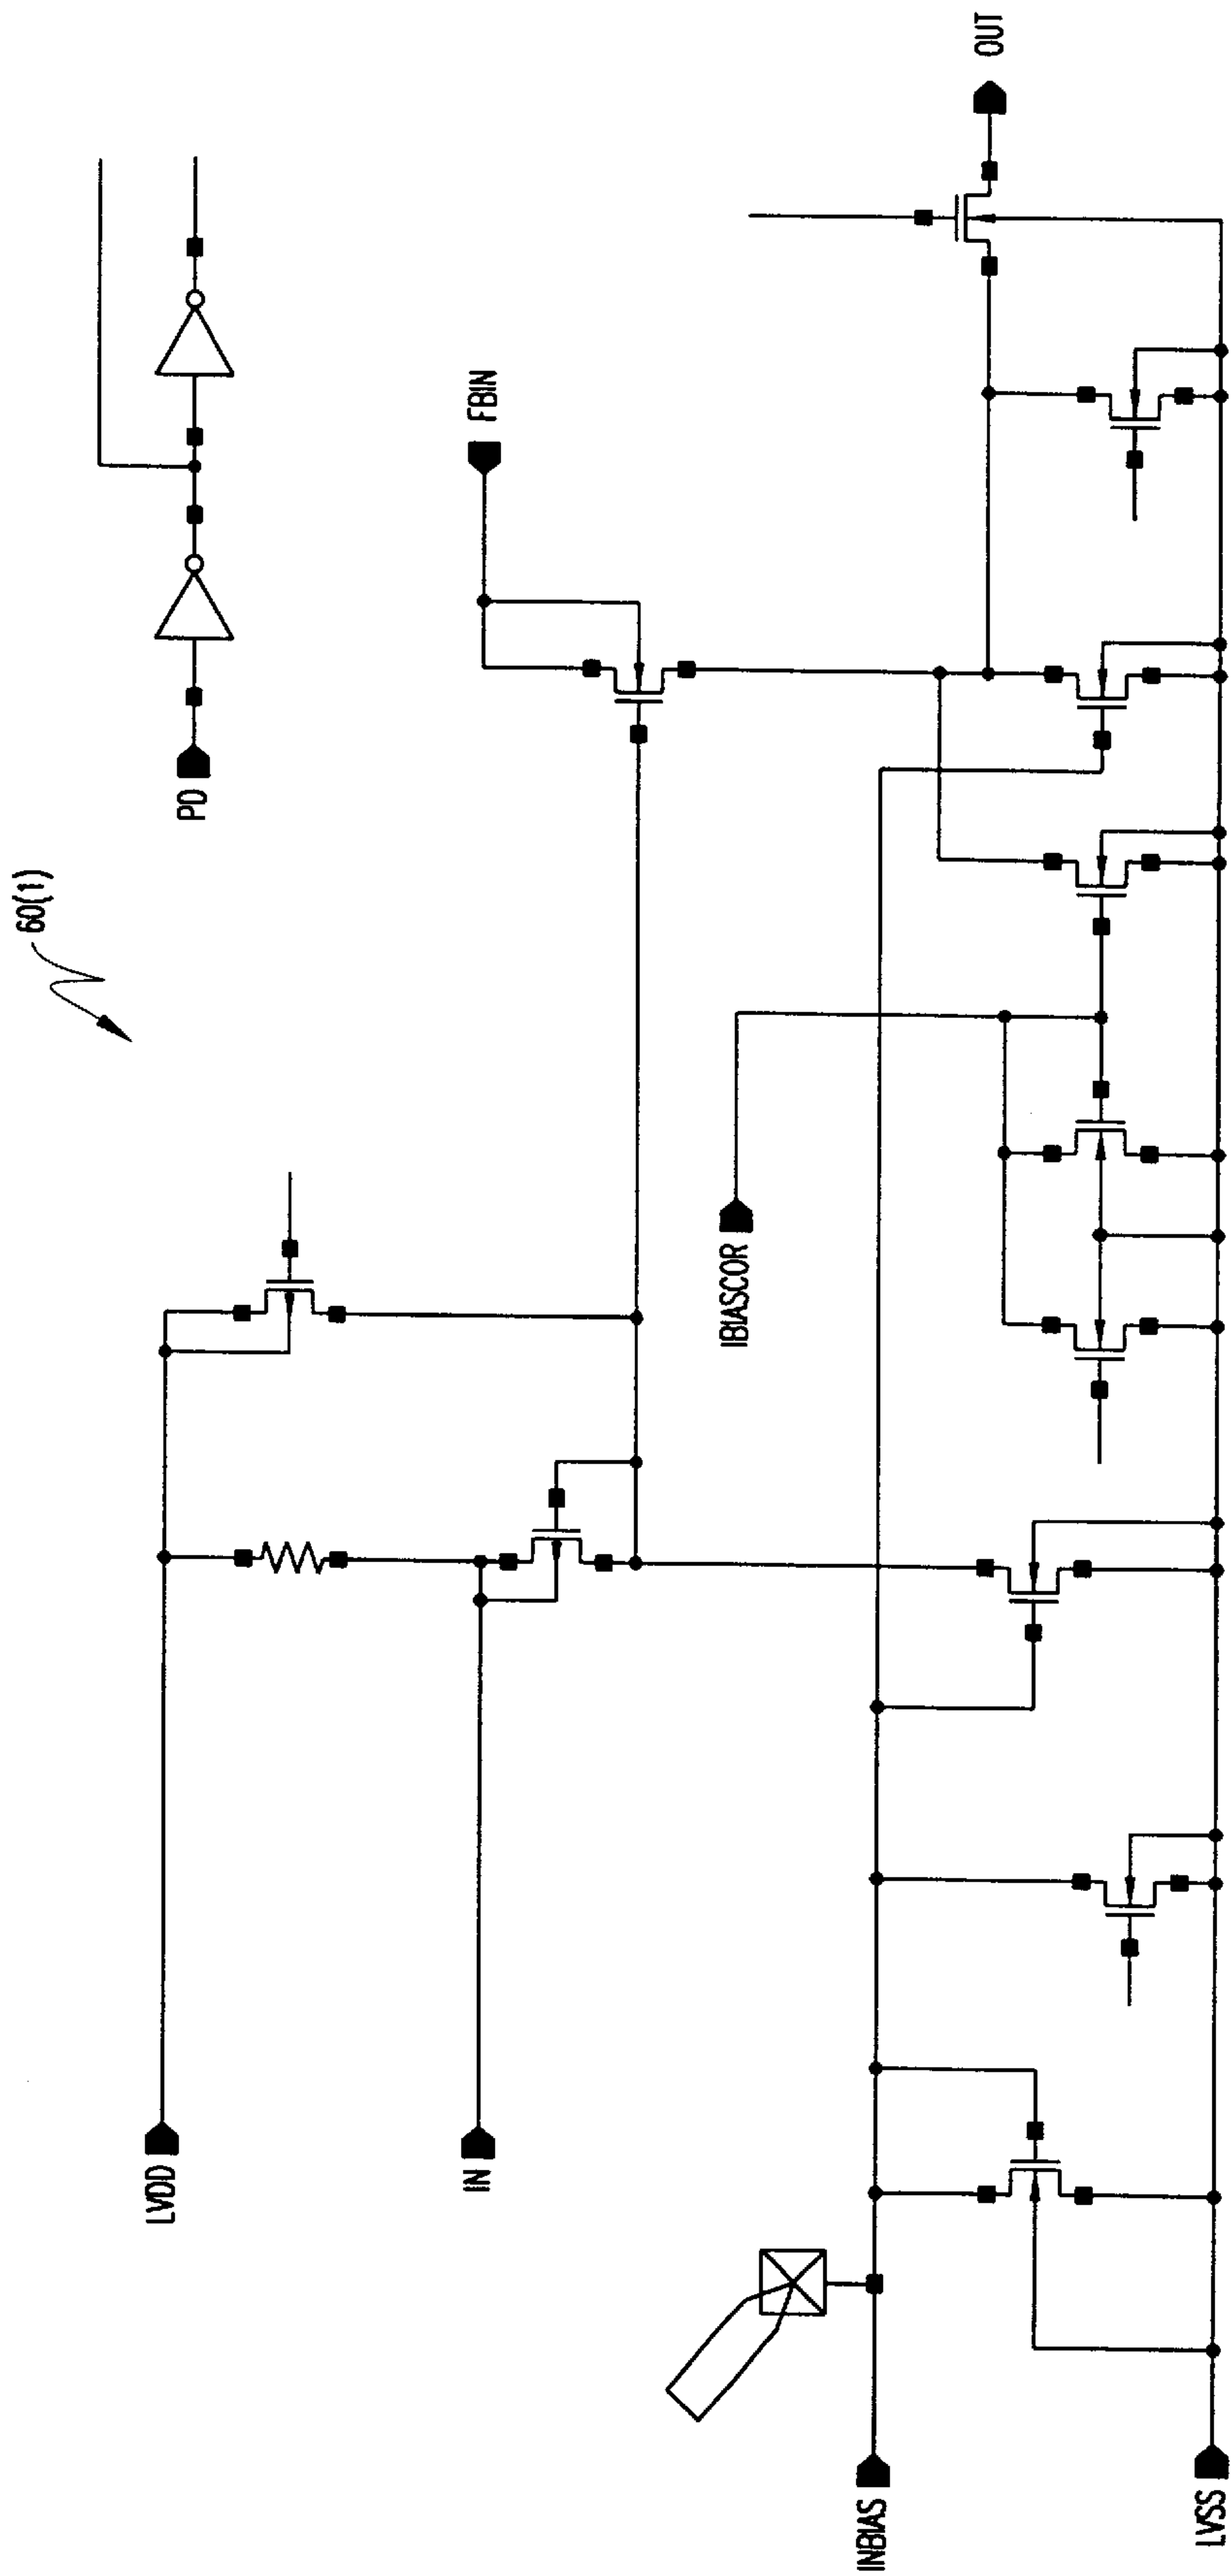 60(1)
PD
LVDD
FBIN
IN
IBIASCOR
OUT
INBIAS
LVSS